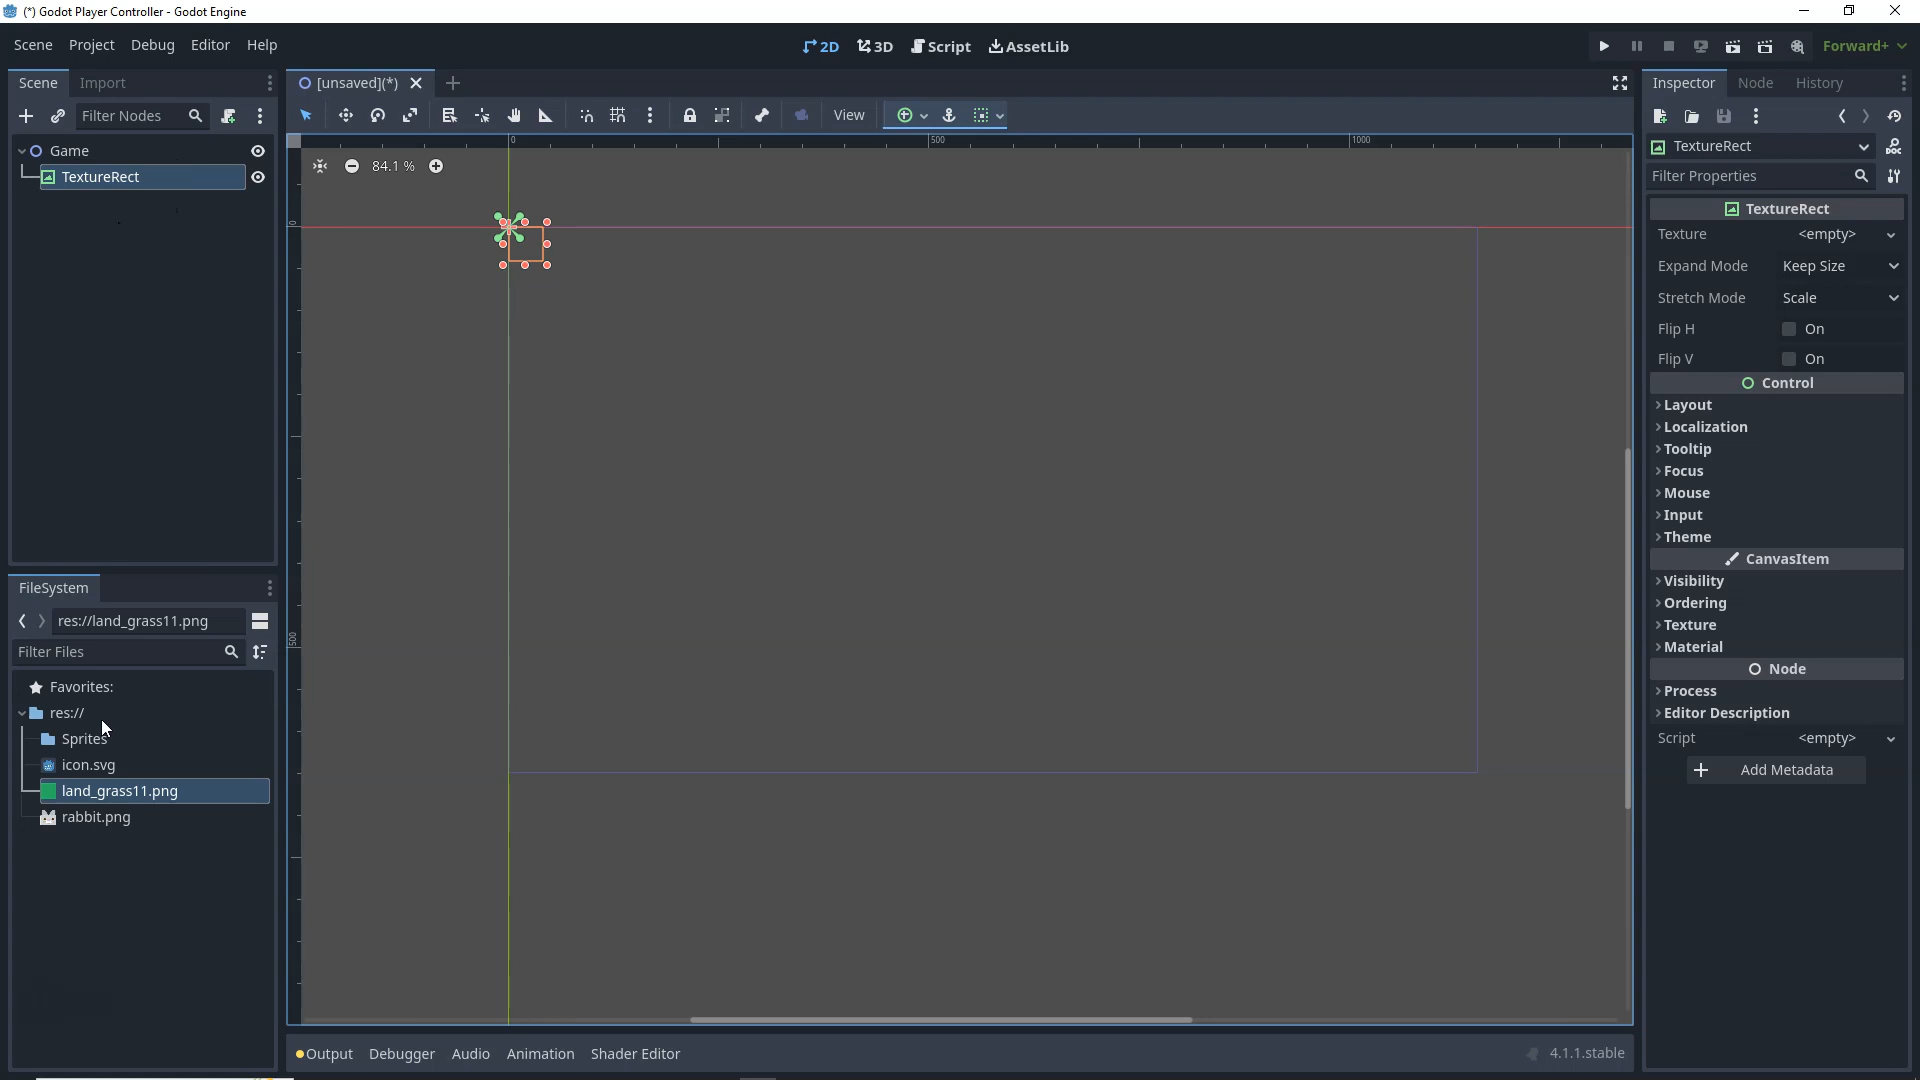 (*) Godot Player Controller - Godot Engine
Scene Project Debug Editor Help
2D 3D Script AssetLib
Forward+
Scene Import
[unsaved](*)
Inspector Node History
Filter Nodes
View
TextureRect
Filter Properties
Game
TextureRect
84.1 %
0
500
1000
0
500
TextureRect
Texture <empty>
Expand Mode Keep Size
Stretch Mode Scale
Flip H On
Flip V On
Control
Layout
Localization
Tooltip
Focus
Mouse
Input
Theme
CanvasItem
Visibility
Ordering
Texture
Material
Node
Process
Editor Description
Script <empty>
Add Metadata
FileSystem
res://land_grass11.png
Filter Files
Favorites:
res://
Sprites
icon.svg
land_grass11.png
rabbit.png
Output Debugger Audio Animation Shader Editor
4.1.1.stable